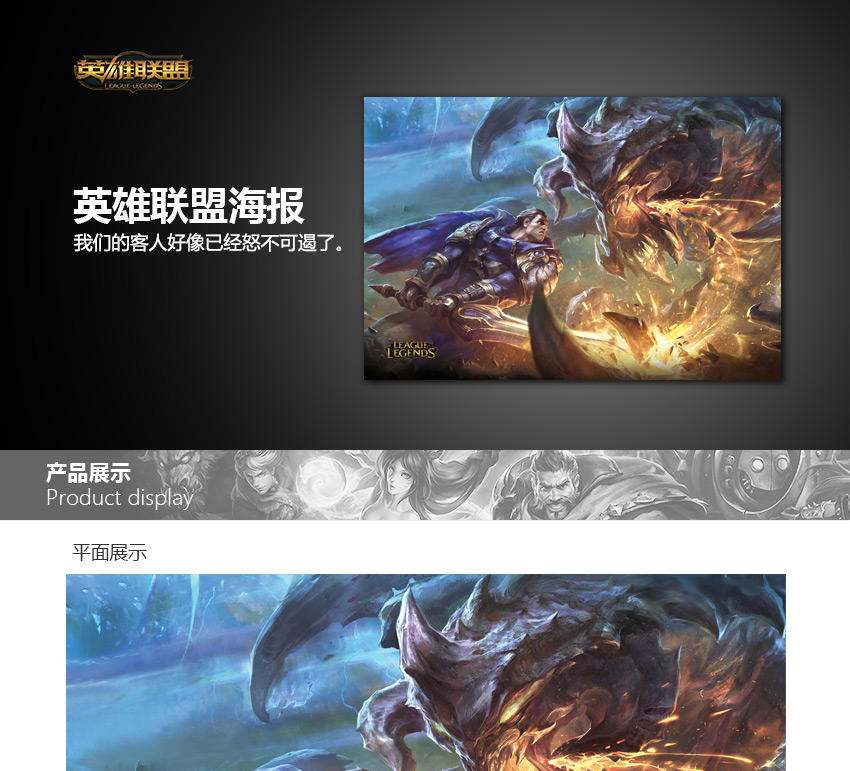 英雄联盟
LEAGUE OF LEGENDS
英雄联盟海报
我们的客人好像已经怒不可遏了。
LEAGUE OF
LEGENDS
产品展示
Product display
平面展示